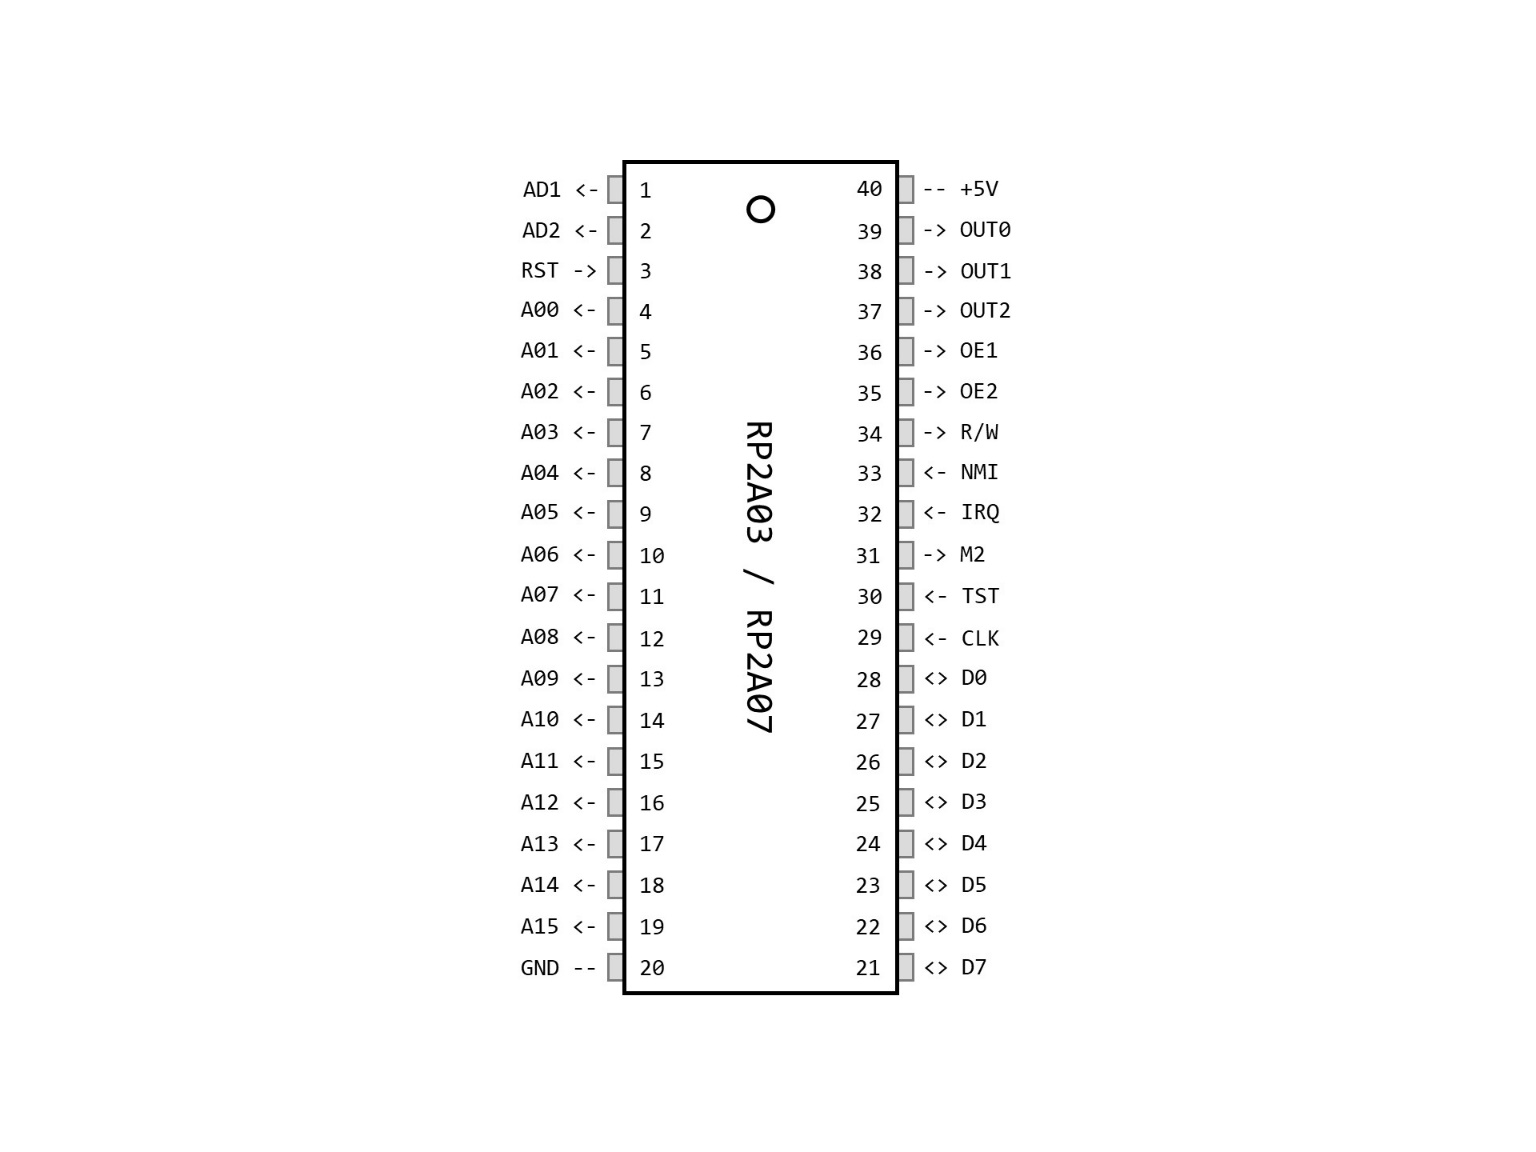 AD1 <- 1 40 -- +5V
AD2 <- 2 39 -> OUT0
RST -> 3 38 -> OUT1
A00 <- 4 37 -> OUT2
A01 <- 5 36 -> OE1
A02 <- 6 35 -> OE2
A03 <- 7 34 -> R/W
A04 <- 8 33 <- NMI
A05 <- 9 32 <- IRQ
A06 <- 10 31 -> M2
A07 <- 11 30 <- TST
A08 <- 12 29 <- CLK
A09 <- 13 28 <> D0
A10 <- 14 27 <> D1
A11 <- 15 26 <> D2
A12 <- 16 25 <> D3
A13 <- 17 24 <> D4
A14 <- 18 23 <> D5
A15 <- 19 22 <> D6
GND -- 20 21 <> D7
RP2A03 / RP2A07